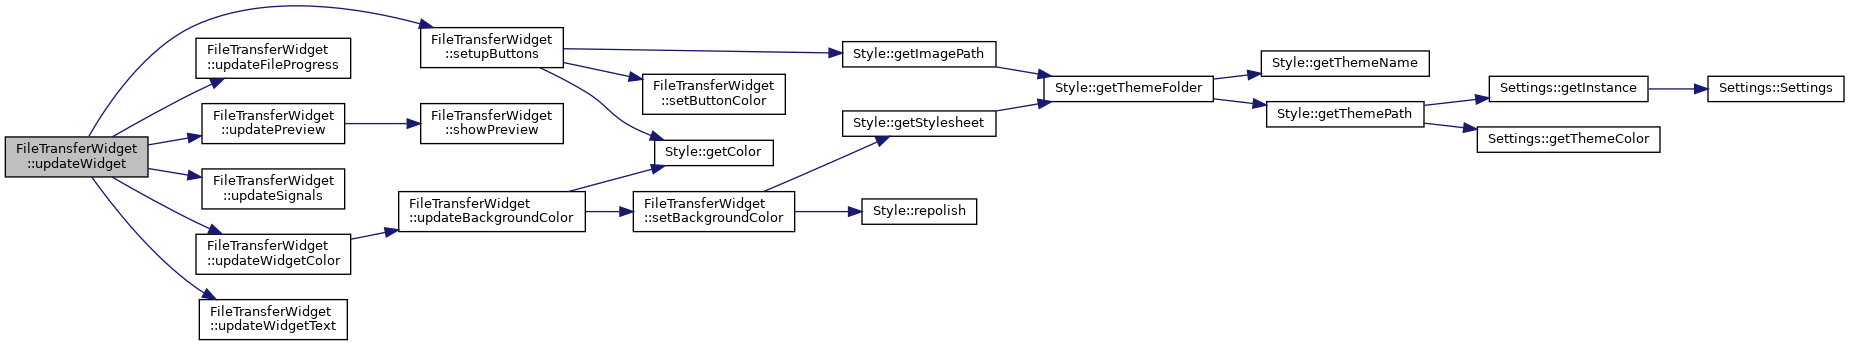 FileTransferWidget
::updateWidget
FileTransferWidget
::updateFileProgress
FileTransferWidget
::updatePreview
FileTransferWidget
::updateSignals
FileTransferWidget
::updateWidgetColor
FileTransferWidget
::updateWidgetText
FileTransferWidget
::setupButtons
FileTransferWidget
::showPreview
FileTransferWidget
::updateBackgroundColor
FileTransferWidget
::setButtonColor
Style::getColor
FileTransferWidget
::setBackgroundColor
Style::getImagePath
Style::getStylesheet
Style::repolish
Style::getThemeFolder
Style::getThemeName
Style::getThemePath
Settings::getInstance
Settings::getThemeColor
Settings::Settings